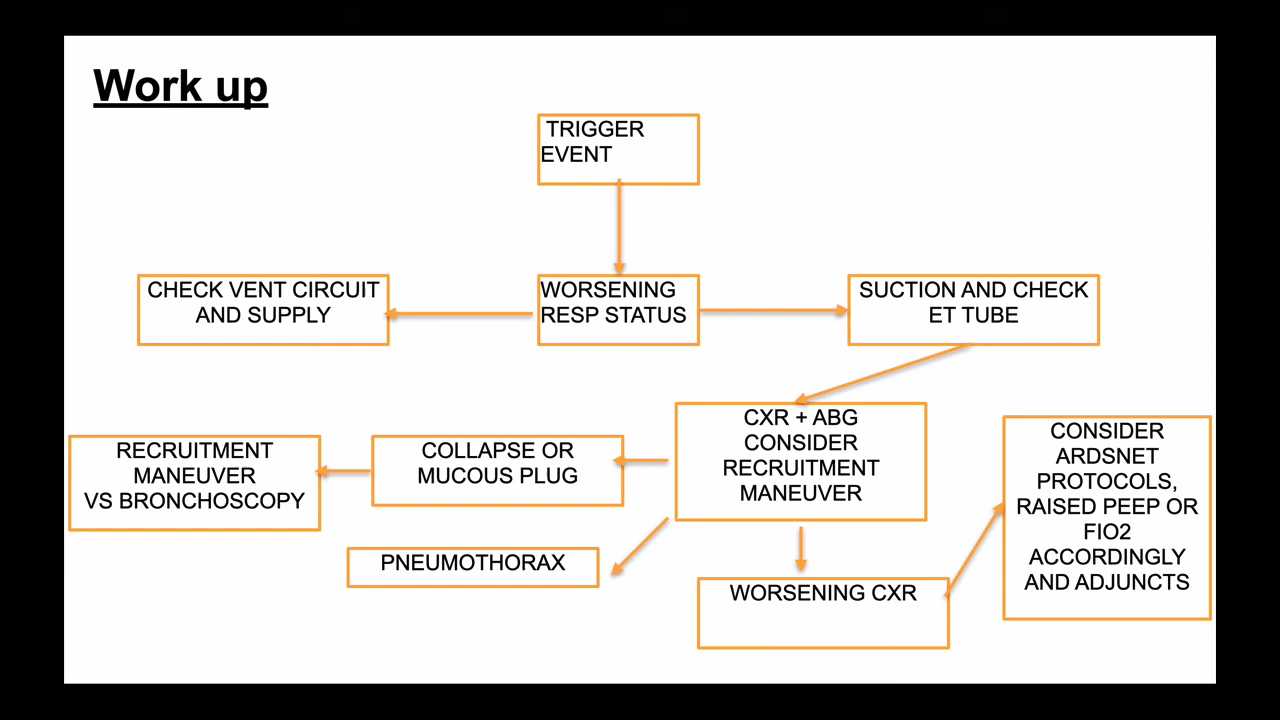 Work up
TRIGGER
EVENT
CHECK VENT CIRCUIT
AND SUPPLY
WORSENING
RESP STATUS
SUCTION AND CHECK
ET TUBE
RECRUITMENT
MANEUVER
VS BRONCHOSCOPY
COLLAPSE OR
MUCOUS PLUG
CXR + ABG
CONSIDER
RECRUITMENT
MANEUVER
CONSIDER
ARDSNET
PROTOCOLS,
RAISED PEEP OR
FIO2
ACCORDINGLY
AND ADJUNCTS
PNEUMOTHORAX
WORSENING CXR